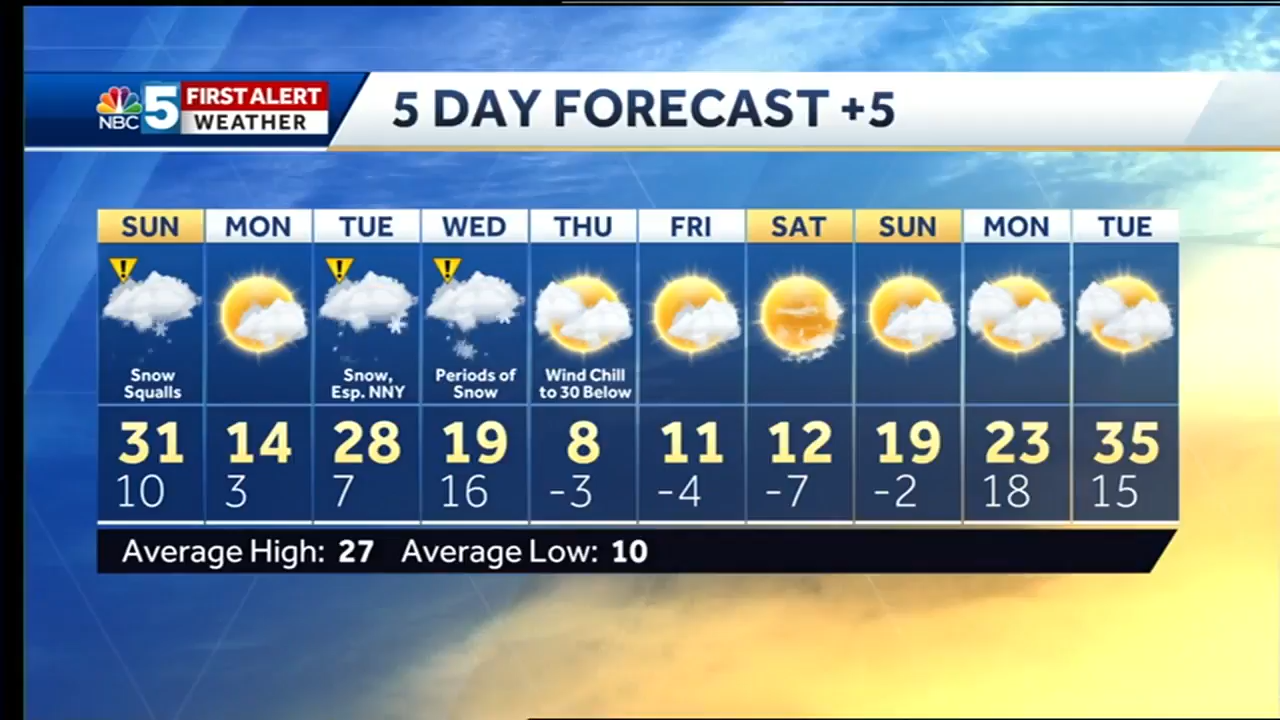 NBC 5 FIRST ALERT WEATHER
5 DAY FORECAST +5
SUN MON TUE WED THU FRI SAT SUN MON TUE
! ! !
Snow Squalls
Snow, Esp. NNY
Periods of Snow
Wind Chill to 30 Below
31 14 28 19 8 11 12 19 23 35
10 3 7 16 -3 -4 -7 -2 18 15
Average High: 27 Average Low: 10